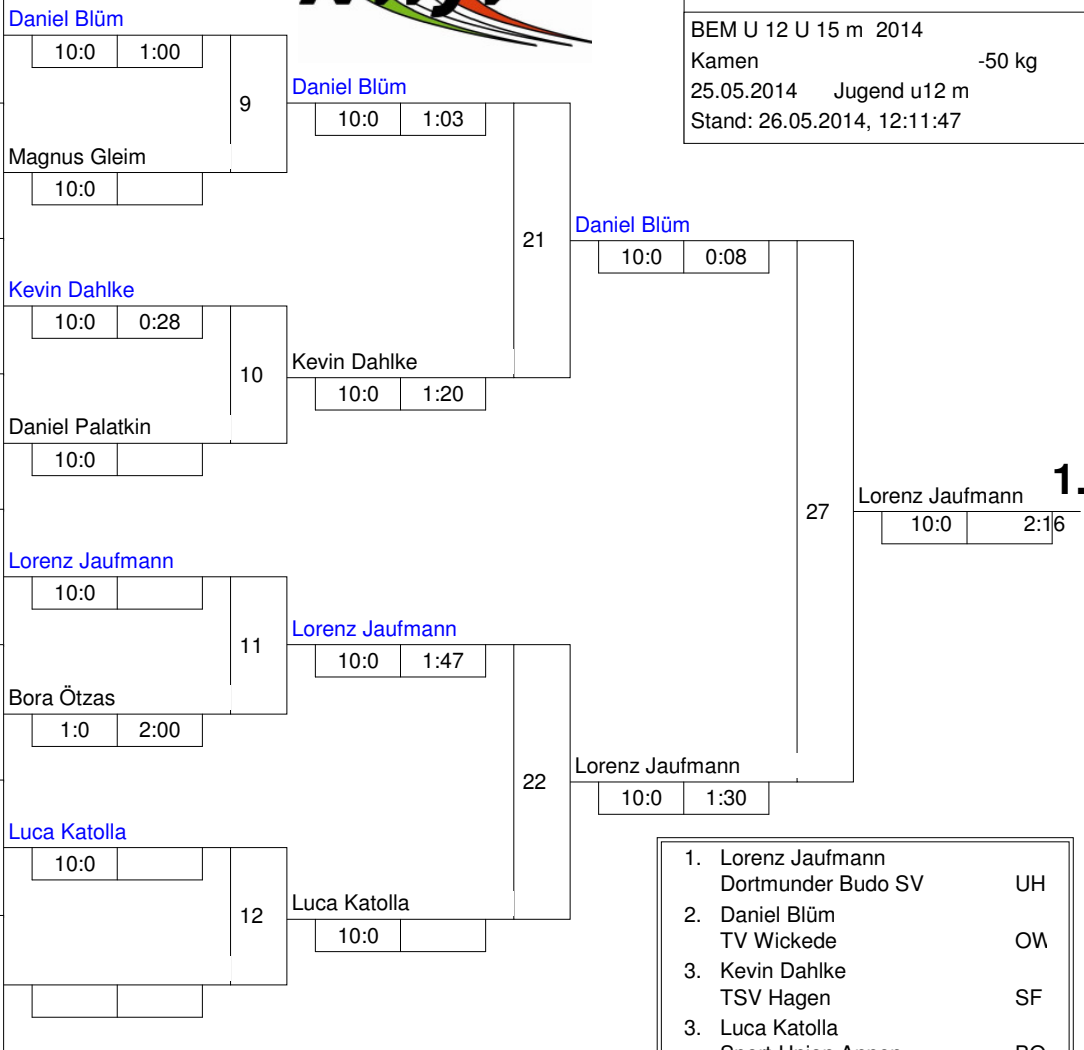 Daniel Blüm
10:0 1:00
9
Magnus Gleim
10:0
Kevin Dahlke
10:0 0:28
10
Daniel Palatkin
10:0
Lorenz Jaufmann
10:0
11
Bora Ötzas
1:0 2:00
Luca Katolla
10:0
12
Daniel Blüm
10:0 1:03
21
Kevin Dahlke
10:0 1:20
Lorenz Jaufmann
10:0 1:47
22
Luca Katolla
10:0
Daniel Blüm
10:0 0:08
27
Lorenz Jaufmann
10:0 1:30
Lorenz Jaufmann 1.
10:0 2:16
BEM U 12 U 15 m 2014
Kamen -50 kg
25.05.2014 Jugend u12 m
Stand: 26.05.2014, 12:11:47
1. Lorenz Jaufmann
Dortmunder Budo SV UH
2. Daniel Blüm
TV Wickede OW
3. Kevin Dahlke
TSV Hagen SF
3. Luca Katolla